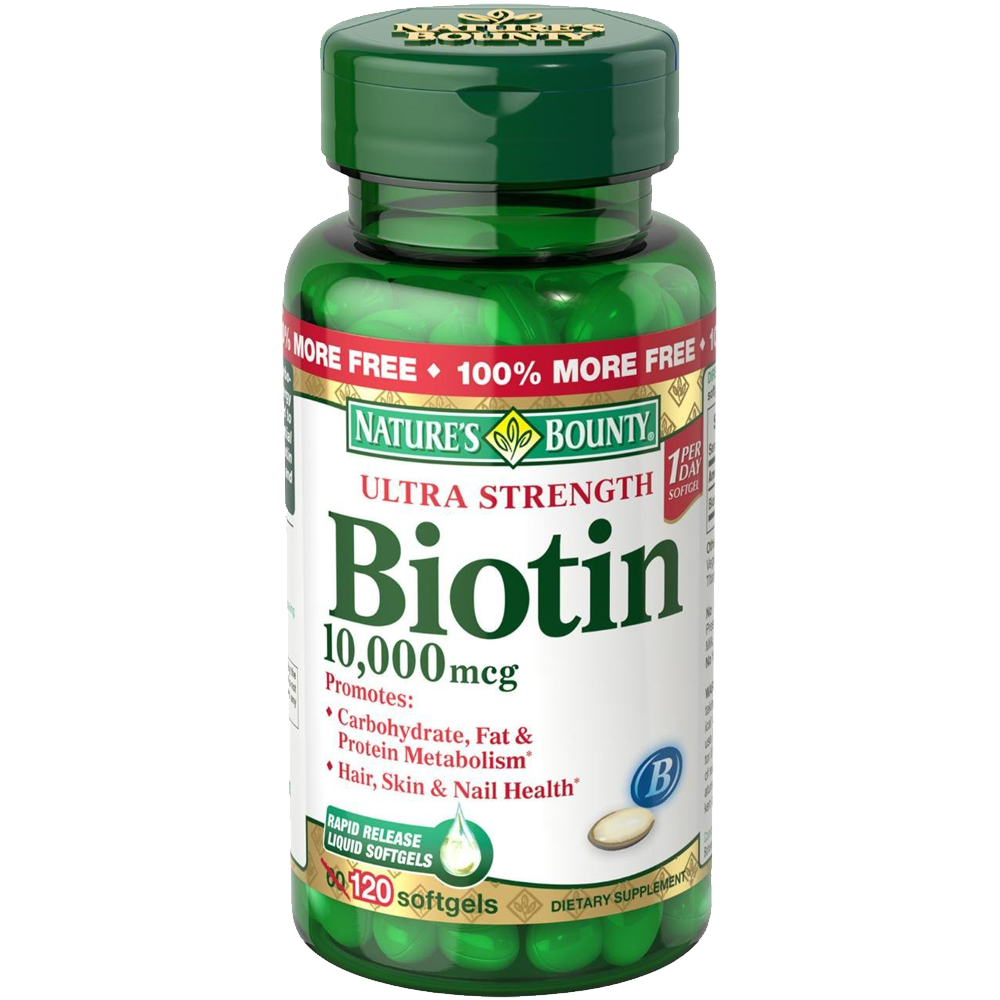 NATURE'S
BOUNTY
% MORE FREE ♦ 100% MORE FREE ♦
NATURE'S BOUNTY®
1 PER
DAY
SOFTGEL
ULTRA STRENGTH
Biotin
10,000 mcg
Promotes:
♦ Carbohydrate, Fat &
Protein Metabolism*
♦ Hair, Skin & Nail Health*
B
RAPID RELEASE
LIQUID SOFTGELS
60 120 softgels
DIETARY SUPPLEMENT